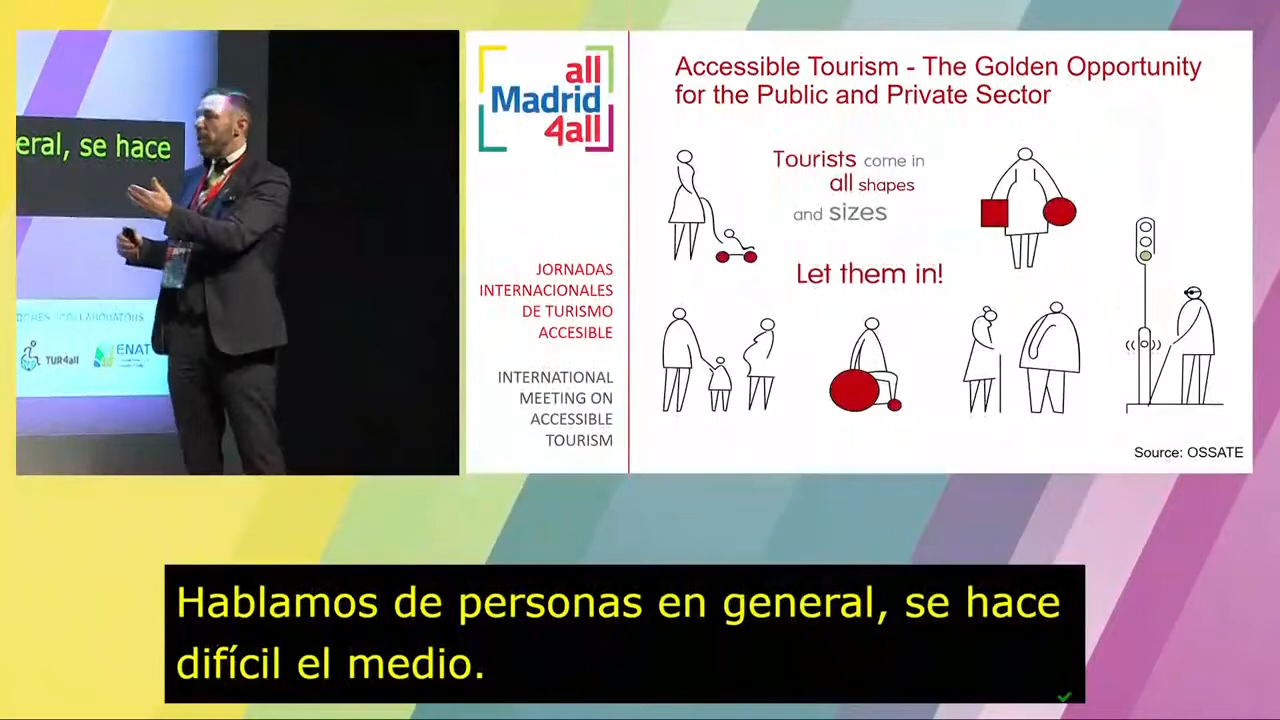 eral, se hace
TUR4all
ENAT
all
Madrid
4all
JORNADAS
INTERNACIONALES
DE TURISMO
ACCESIBLE
INTERNATIONAL
MEETING ON
ACCESSIBLE
TOURISM
Accessible Tourism - The Golden Opportunity
for the Public and Private Sector
Tourists come in
all shapes
and sizes
Let them in!
Source: OSSATE
Hablamos de personas en general, se hace
difícil el medio.